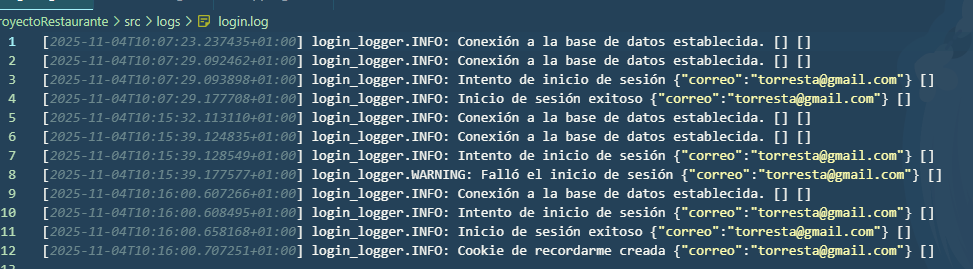 royectoRestaurante > src > logs > login.log
1 [2025-11-04T10:07:23.237435+01:00] login_logger.INFO: Conexión a la base de datos establecida. [] []
2 [2025-11-04T10:07:29.092462+01:00] login_logger.INFO: Conexión a la base de datos establecida. [] []
3 [2025-11-04T10:07:29.093898+01:00] login_logger.INFO: Intento de inicio de sesión {"correo":"torresta@gmail.com"} []
4 [2025-11-04T10:07:29.177708+01:00] login_logger.INFO: Inicio de sesión exitoso {"correo":"torresta@gmail.com"} []
5 [2025-11-04T10:15:32.113110+01:00] login_logger.INFO: Conexión a la base de datos establecida. [] []
6 [2025-11-04T10:15:39.124835+01:00] login_logger.INFO: Conexión a la base de datos establecida. [] []
7 [2025-11-04T10:15:39.128549+01:00] login_logger.INFO: Intento de inicio de sesión {"correo":"torresta@gmail.com"} []
8 [2025-11-04T10:15:39.177577+01:00] login_logger.WARNING: Falló el inicio de sesión {"correo":"torresta@gmail.com"} []
9 [2025-11-04T10:16:00.607266+01:00] login_logger.INFO: Conexión a la base de datos establecida. [] []
10 [2025-11-04T10:16:00.608495+01:00] login_logger.INFO: Intento de inicio de sesión {"correo":"torresta@gmail.com"} []
11 [2025-11-04T10:16:00.658168+01:00] login_logger.INFO: Inicio de sesión exitoso {"correo":"torresta@gmail.com"} []
12 [2025-11-04T10:16:00.707251+01:00] login_logger.INFO: Cookie de recordarme creada {"correo":"torresta@gmail.com"} []